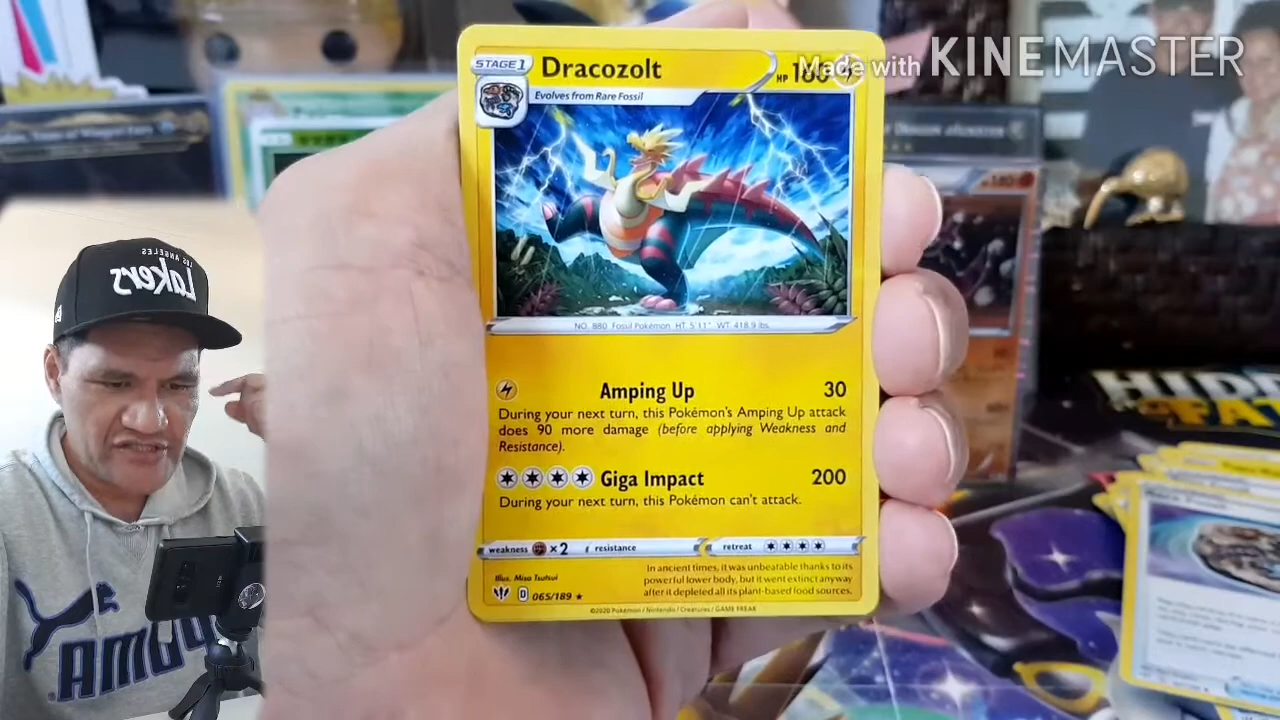 Made with KINEMASTER
STAGE 1
Dracozolt
HP
Evolves from Rare Fossil
NO. 880 Fossil Pokémon HT: 5'11" WT: 418.9 lbs.
Amping Up 30
During your next turn, this Pokémon's Amping Up attack
does 90 more damage (before applying Weakness and
Resistance).
Giga Impact 200
During your next turn, this Pokémon can't attack.
weakness ×2 resistance retreat
In ancient times, it was unbeatable thanks to its
powerful lower body, but it went extinct anyway
after it depleted all its plant-based food sources.
Illus. Misa Tsutsui
D 065/189 ★
©2020 Pokémon / Nintendo / Creatures / GAME FREAK
LOS ANGELES
Lakers
HIDD
FAT